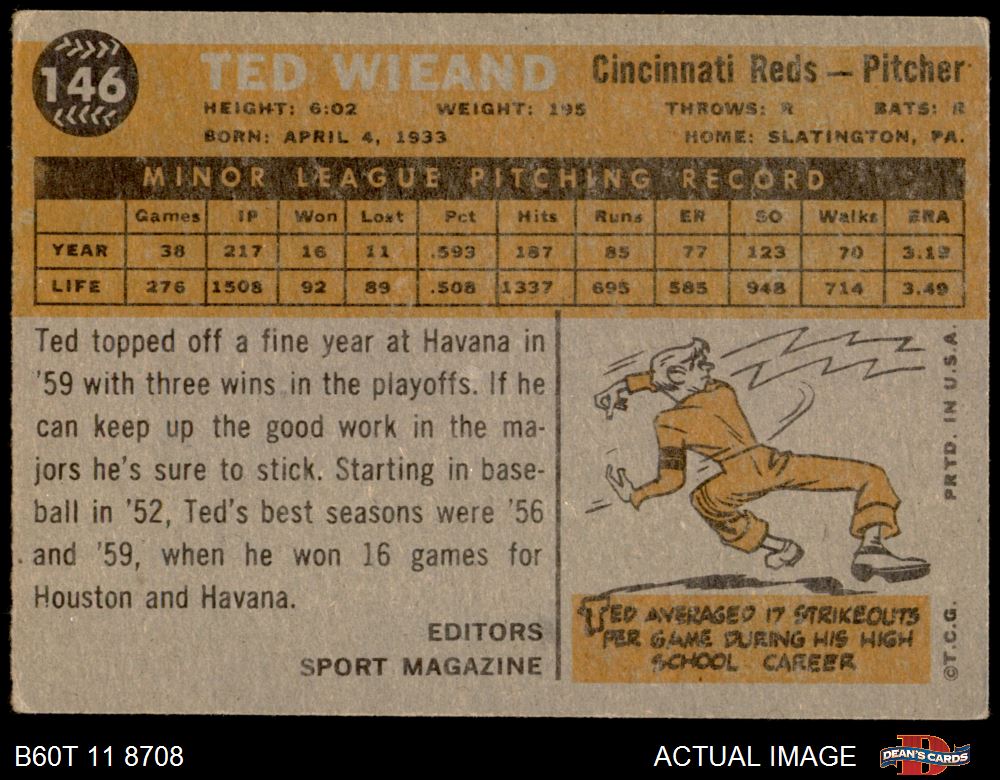 146
TED WIEAND Cincinnati Reds — Pitcher
HEIGHT: 6:02 WEIGHT: 195 THROWS: R BATS: R
BORN: APRIL 4, 1933 HOME: SLATINGTON, PA.
MINOR LEAGUE PITCHING RECORD
Games IP Won Lost Pct Hits Runs ER SO Walks ERA
YEAR 38 217 16 11 .593 187 85 77 123 70 3.19
LIFE 276 1508 92 89 .508 1337 695 585 948 714 3.49
Ted topped off a fine year at Havana in
'59 with three wins in the playoffs. If he
can keep up the good work in the ma-
jors he's sure to stick. Starting in base-
ball in '52, Ted's best seasons were '56
and '59, when he won 16 games for
Houston and Havana.
EDITORS
SPORT MAGAZINE
TED AVERAGED 17 STRIKEOUTS
PER GAME DURING HIS HIGH
SCHOOL CAREER
©T.C.G. PRTD. IN U.S.A.
B60T 11 8708 ACTUAL IMAGE DEAN'S CARDS